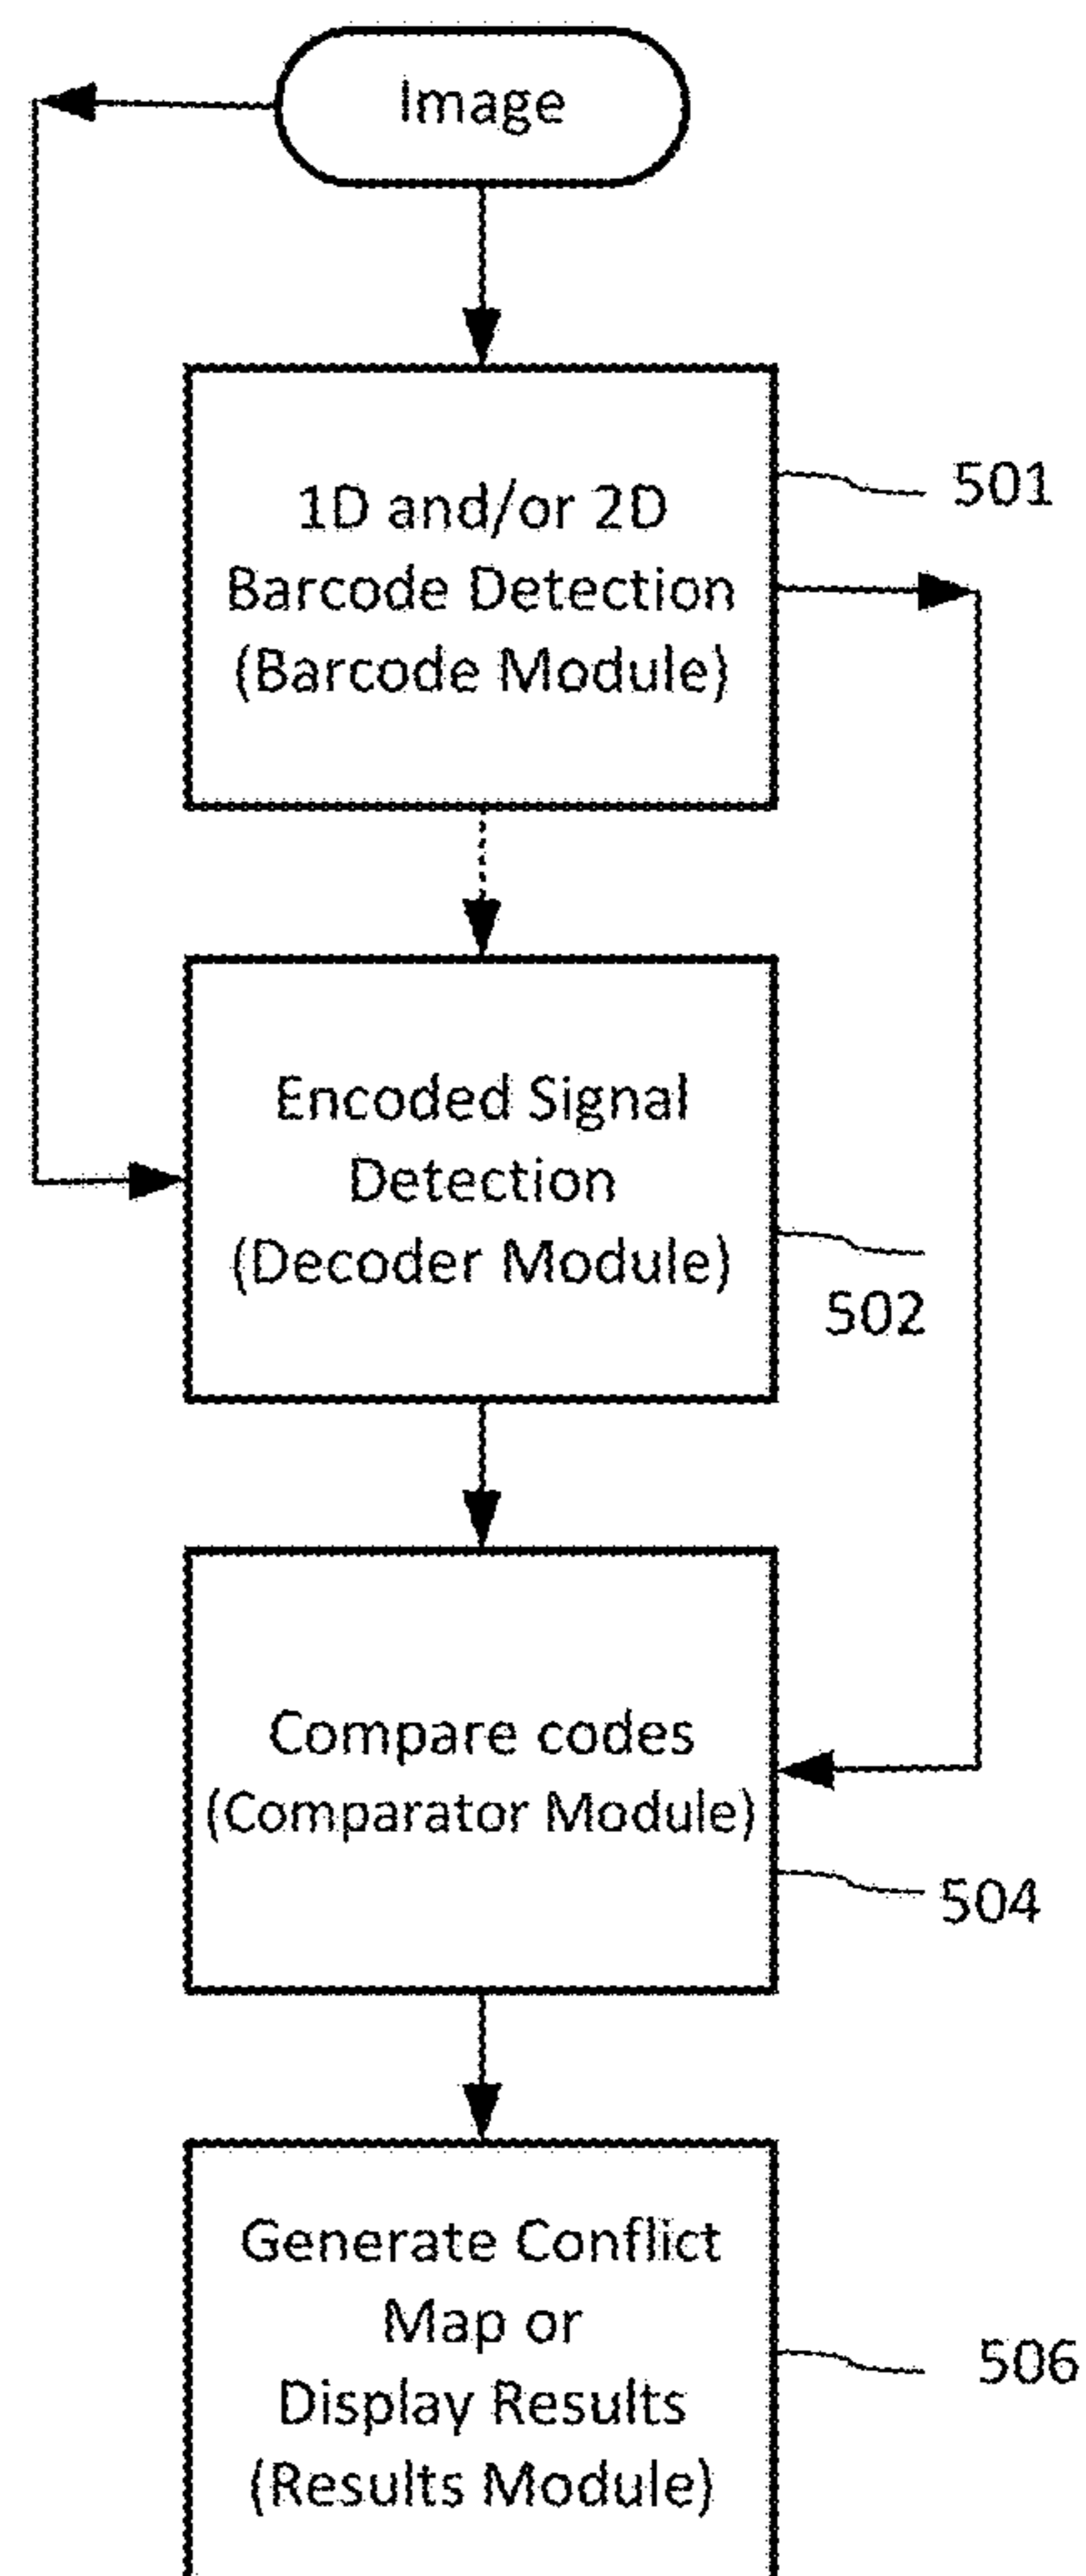 Image
1D and/or 2D
Barcode Detection
(Barcode Module)
501
Encoded Signal
Detection
(Decoder Module)
502
Compare codes
(Comparator Module)
504
Generate Conflict
Map or
Display Results
(Results Module)
506